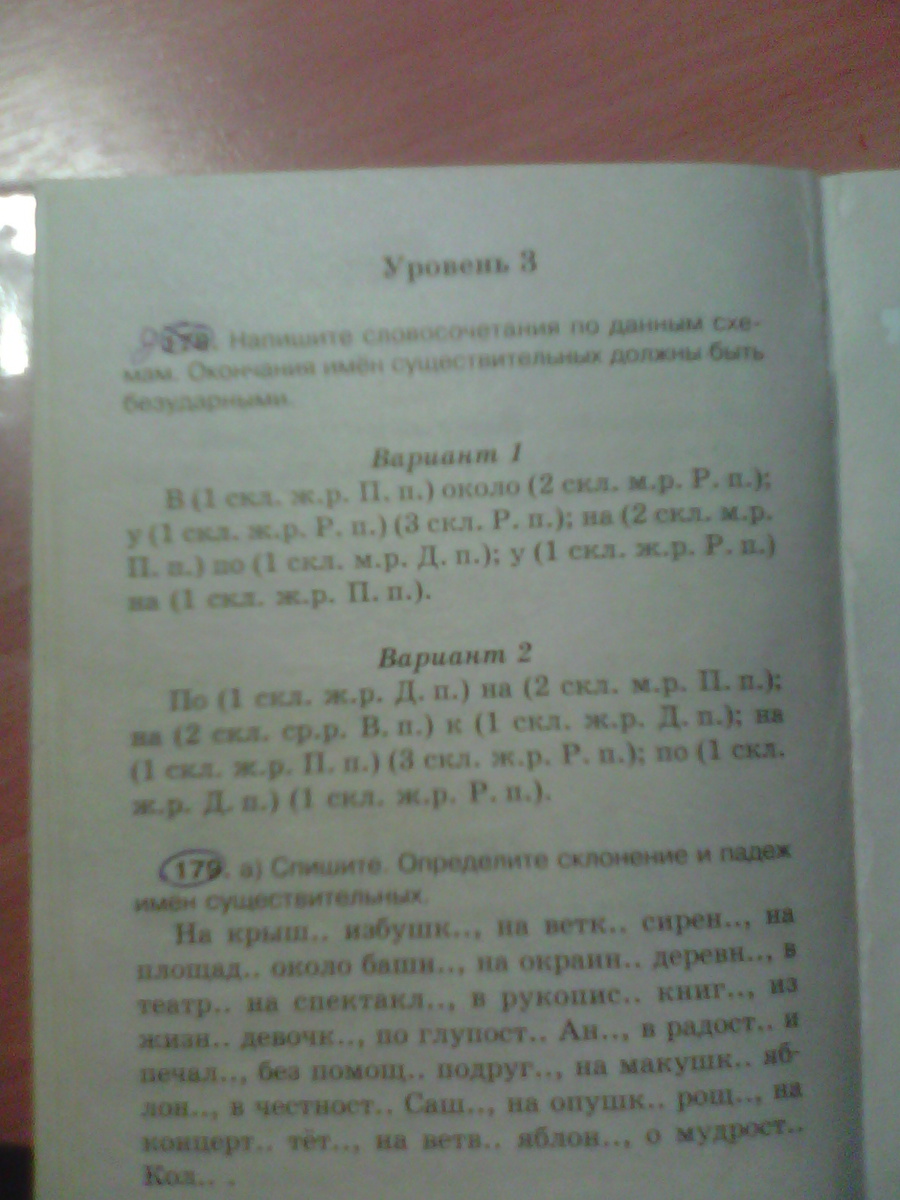 Уровень 3
178. Напишите словосочетания по данным схе-
мам. Окончания имён существительных должны быть
безударными.
Вариант 1
В (1 скл. ж.р. П. п.) около (2 скл. м.р. Р. п.);
у (1 скл. ж.р. Р. п.) (3 скл. Р. п.); на (2 скл. м.р.
П. п.) по (1 скл. м.р. Д. п.); у (1 скл. ж.р. Р. п.)
на (1 скл. ж.р. П. п.).
Вариант 2
По (1 скл. ж.р. Д. п.) на (2 скл. м.р. П. п.);
на (2 скл. ср.р. В. п.) к (1 скл. ж.р. Д. п.); на
(1 скл. ж.р. П. п.) (3 скл. ж.р. Р. п.); по (1 скл.
ж.р. Д. п.) (1 скл. ж.р. Р. п.).
179. а) Спишите. Определите склонение и падеж
имён существительных.
На крыш.. избушк.., на ветк.. сирен.., на
площад.. около башн.., на окраин.. деревн.., в
театр.. на спектакл.., в рукопис.. книг.., из
жизн.. девочк.., по глупост.. Ан.., в радост.. и
печал.., без помощ.. подруг.., на макушк.. яб-
лон.., в честност.. Саш.., на опушк.. рощ.., на
концерт.. тёт.., на ветв.. яблон.., о мудрост..
Кол.. .